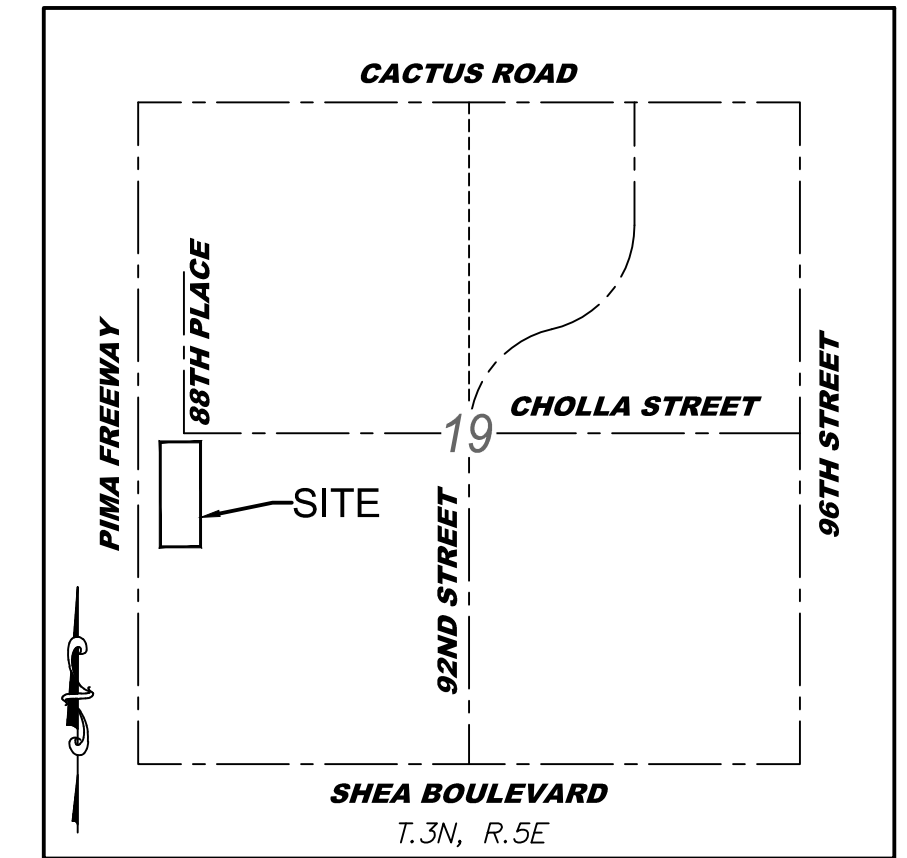 CACTUS ROAD
88TH PLACE
PIMA FREEWAY
CHOLLA STREET
19
96TH STREET
SITE
92ND STREET
SHEA BOULEVARD
T.3N, R.5E